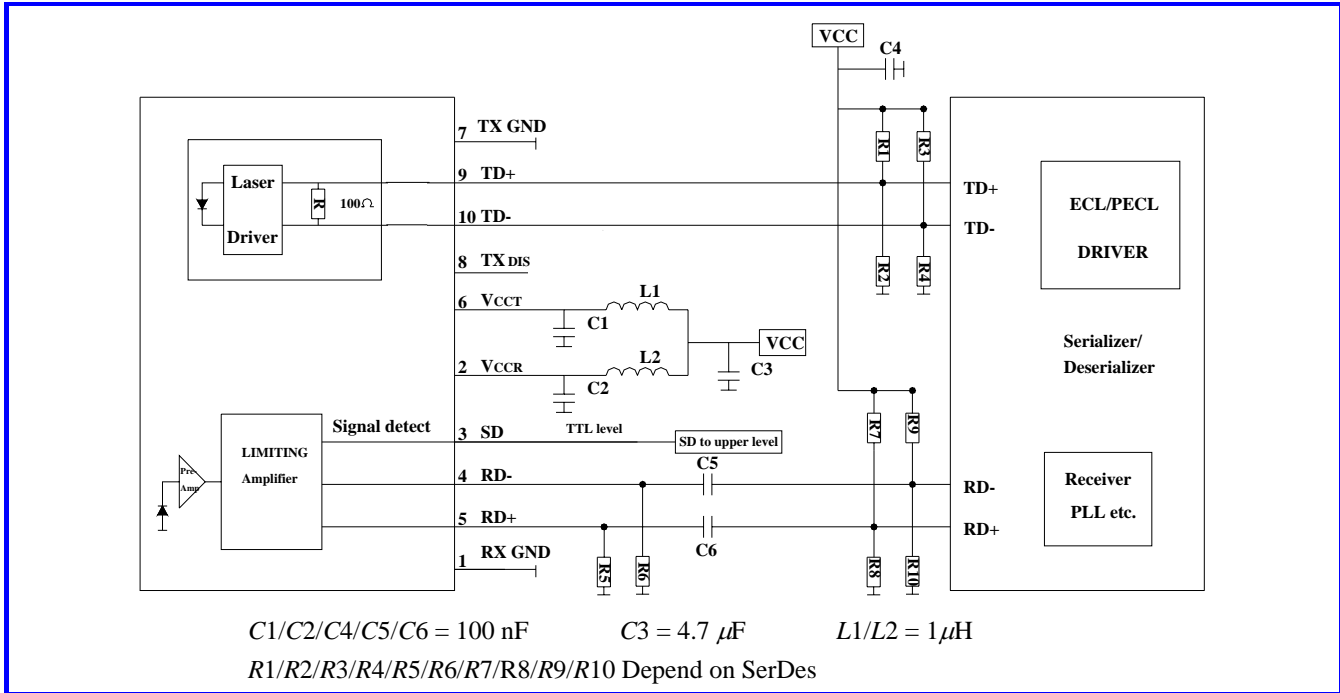 VCC
C4
7 TX GND
R1
R3
Laser
Driver
R
100Ω
9 TD+
10 TD-
TD+
TD-
ECL/PECL
DRIVER
8 TX DIS
R2
R4
6 VCCT
L1
C1
VCC
2 VCCR
L2
C2
C3
Serializer/
Deserializer
Signal detect
3 SD
TTL level
SD to upper level
R7
R9
LIMITING
Amplifier
Pre-
Amp
4 RD-
C5
RD-
Receiver
PLL etc.
5 RD+
C6
RD+
1 RX GND
R5
R6
R8
R10
C1/C2/C4/C5/C6 = 100 nF C3 = 4.7 μF L1/L2 = 1μH
R1/R2/R3/R4/R5/R6/R7/R8/R9/R10 Depend on SerDes